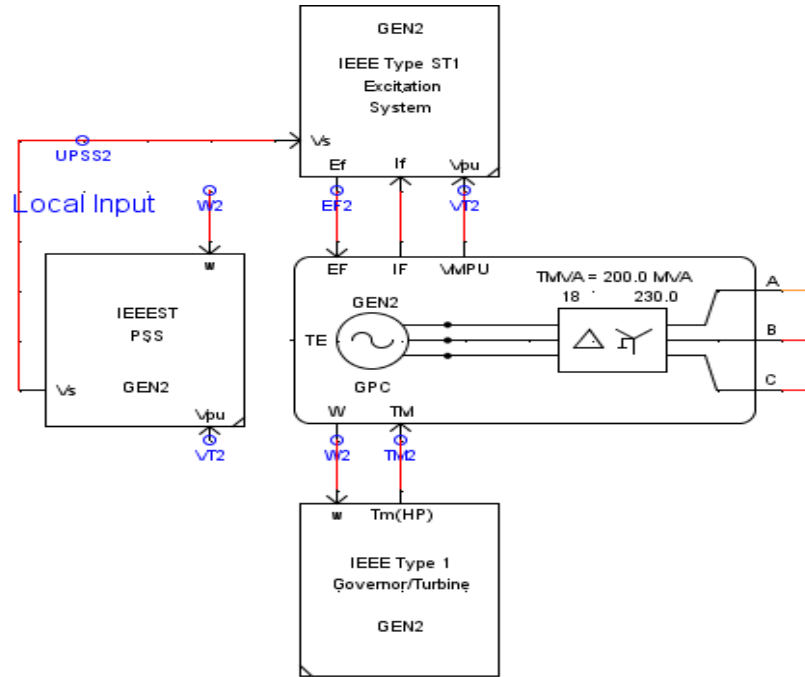 GEN2
IEEE Type ST1
Excitation
System
Vs
Ef If Vpu
UPSS2
Local Input
W2
EF2
VT2
w
IEEEST
PSS
GEN2
Vs
Vpu
VT2
EF IF VMPU
TMVA = 200.0 MVA
18 230.0
GEN2
TE
GPC
A
B
C
W TM
W2
TM2
w Tm(HP)
IEEE Type 1
Governor/Turbine
GEN2